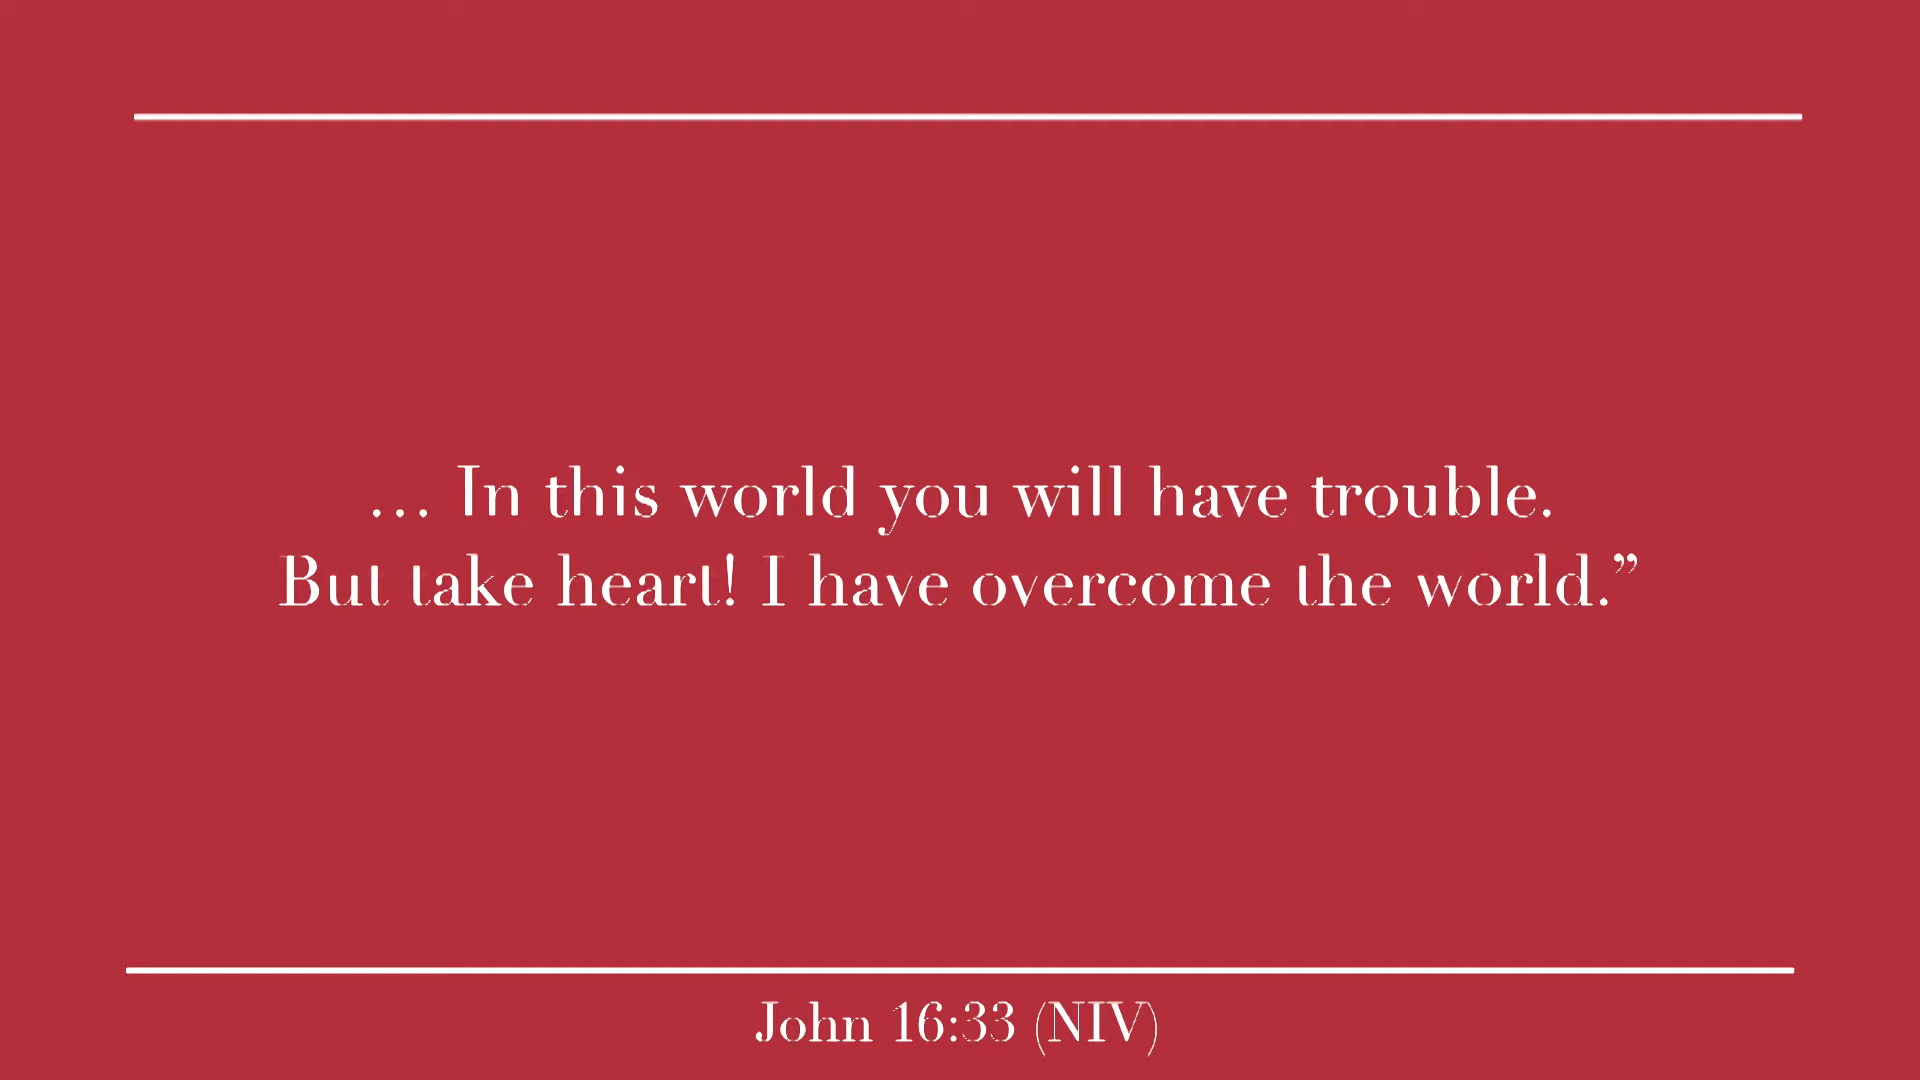 … In this world you will have trouble.
But take heart! I have overcome the world.”
John 16:33 (NIV)